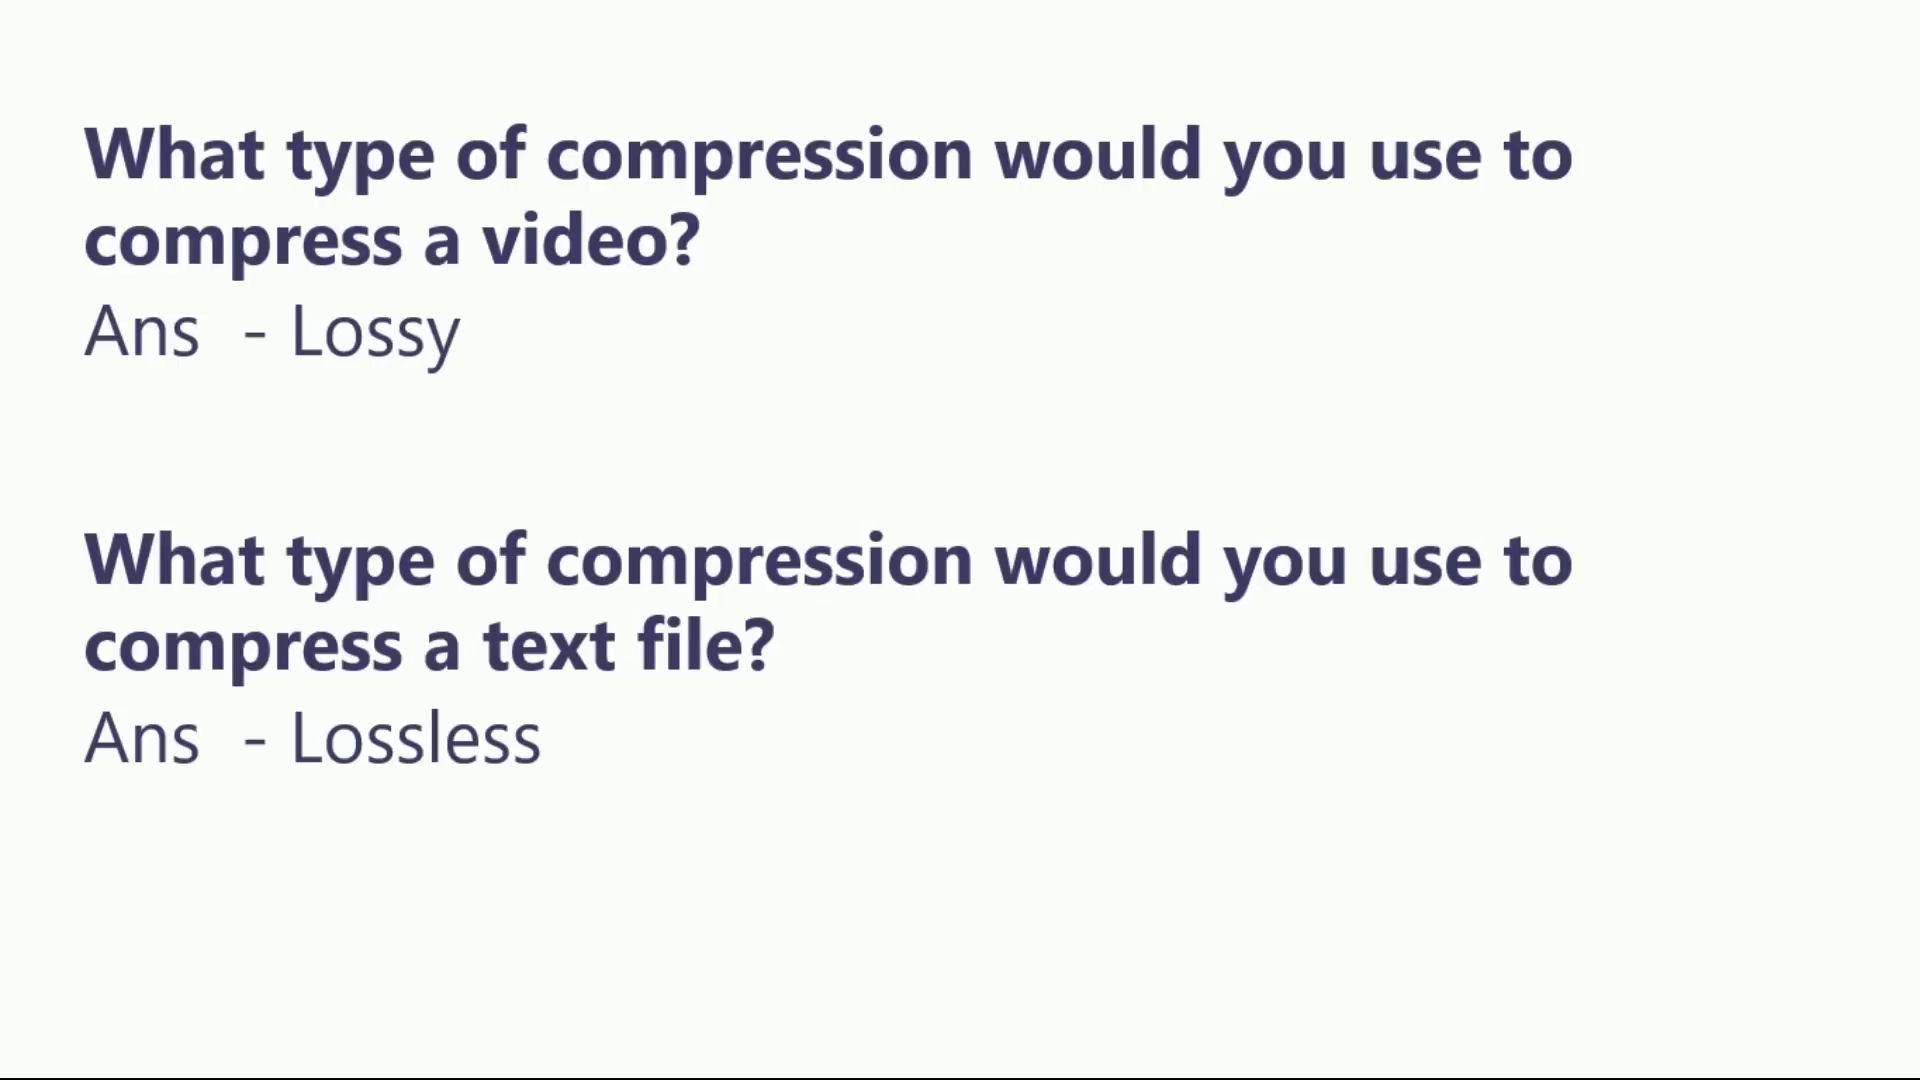 What type of compression would you use to
compress a video?
Ans - Lossy
What type of compression would you use to
compress a text file?
Ans - Lossless